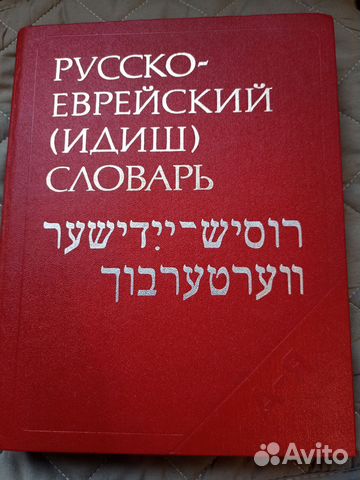 РУССКО-
ЕВРЕЙСКИЙ
(ИДИШ)
СЛОВАРЬ
רוסיש-ייִדישער
ווערטערבוך
Avito